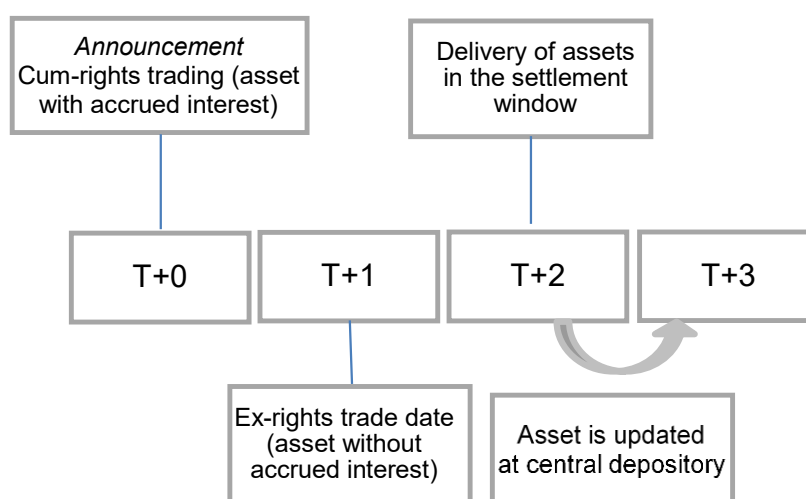 Announcement
Cum-rights trading (asset
with accrued interest)
Delivery of assets
in the settlement
window
T+0
T+1
T+2
T+3
Ex-rights trade date
(asset without
accrued interest)
Asset is updated
at central depository